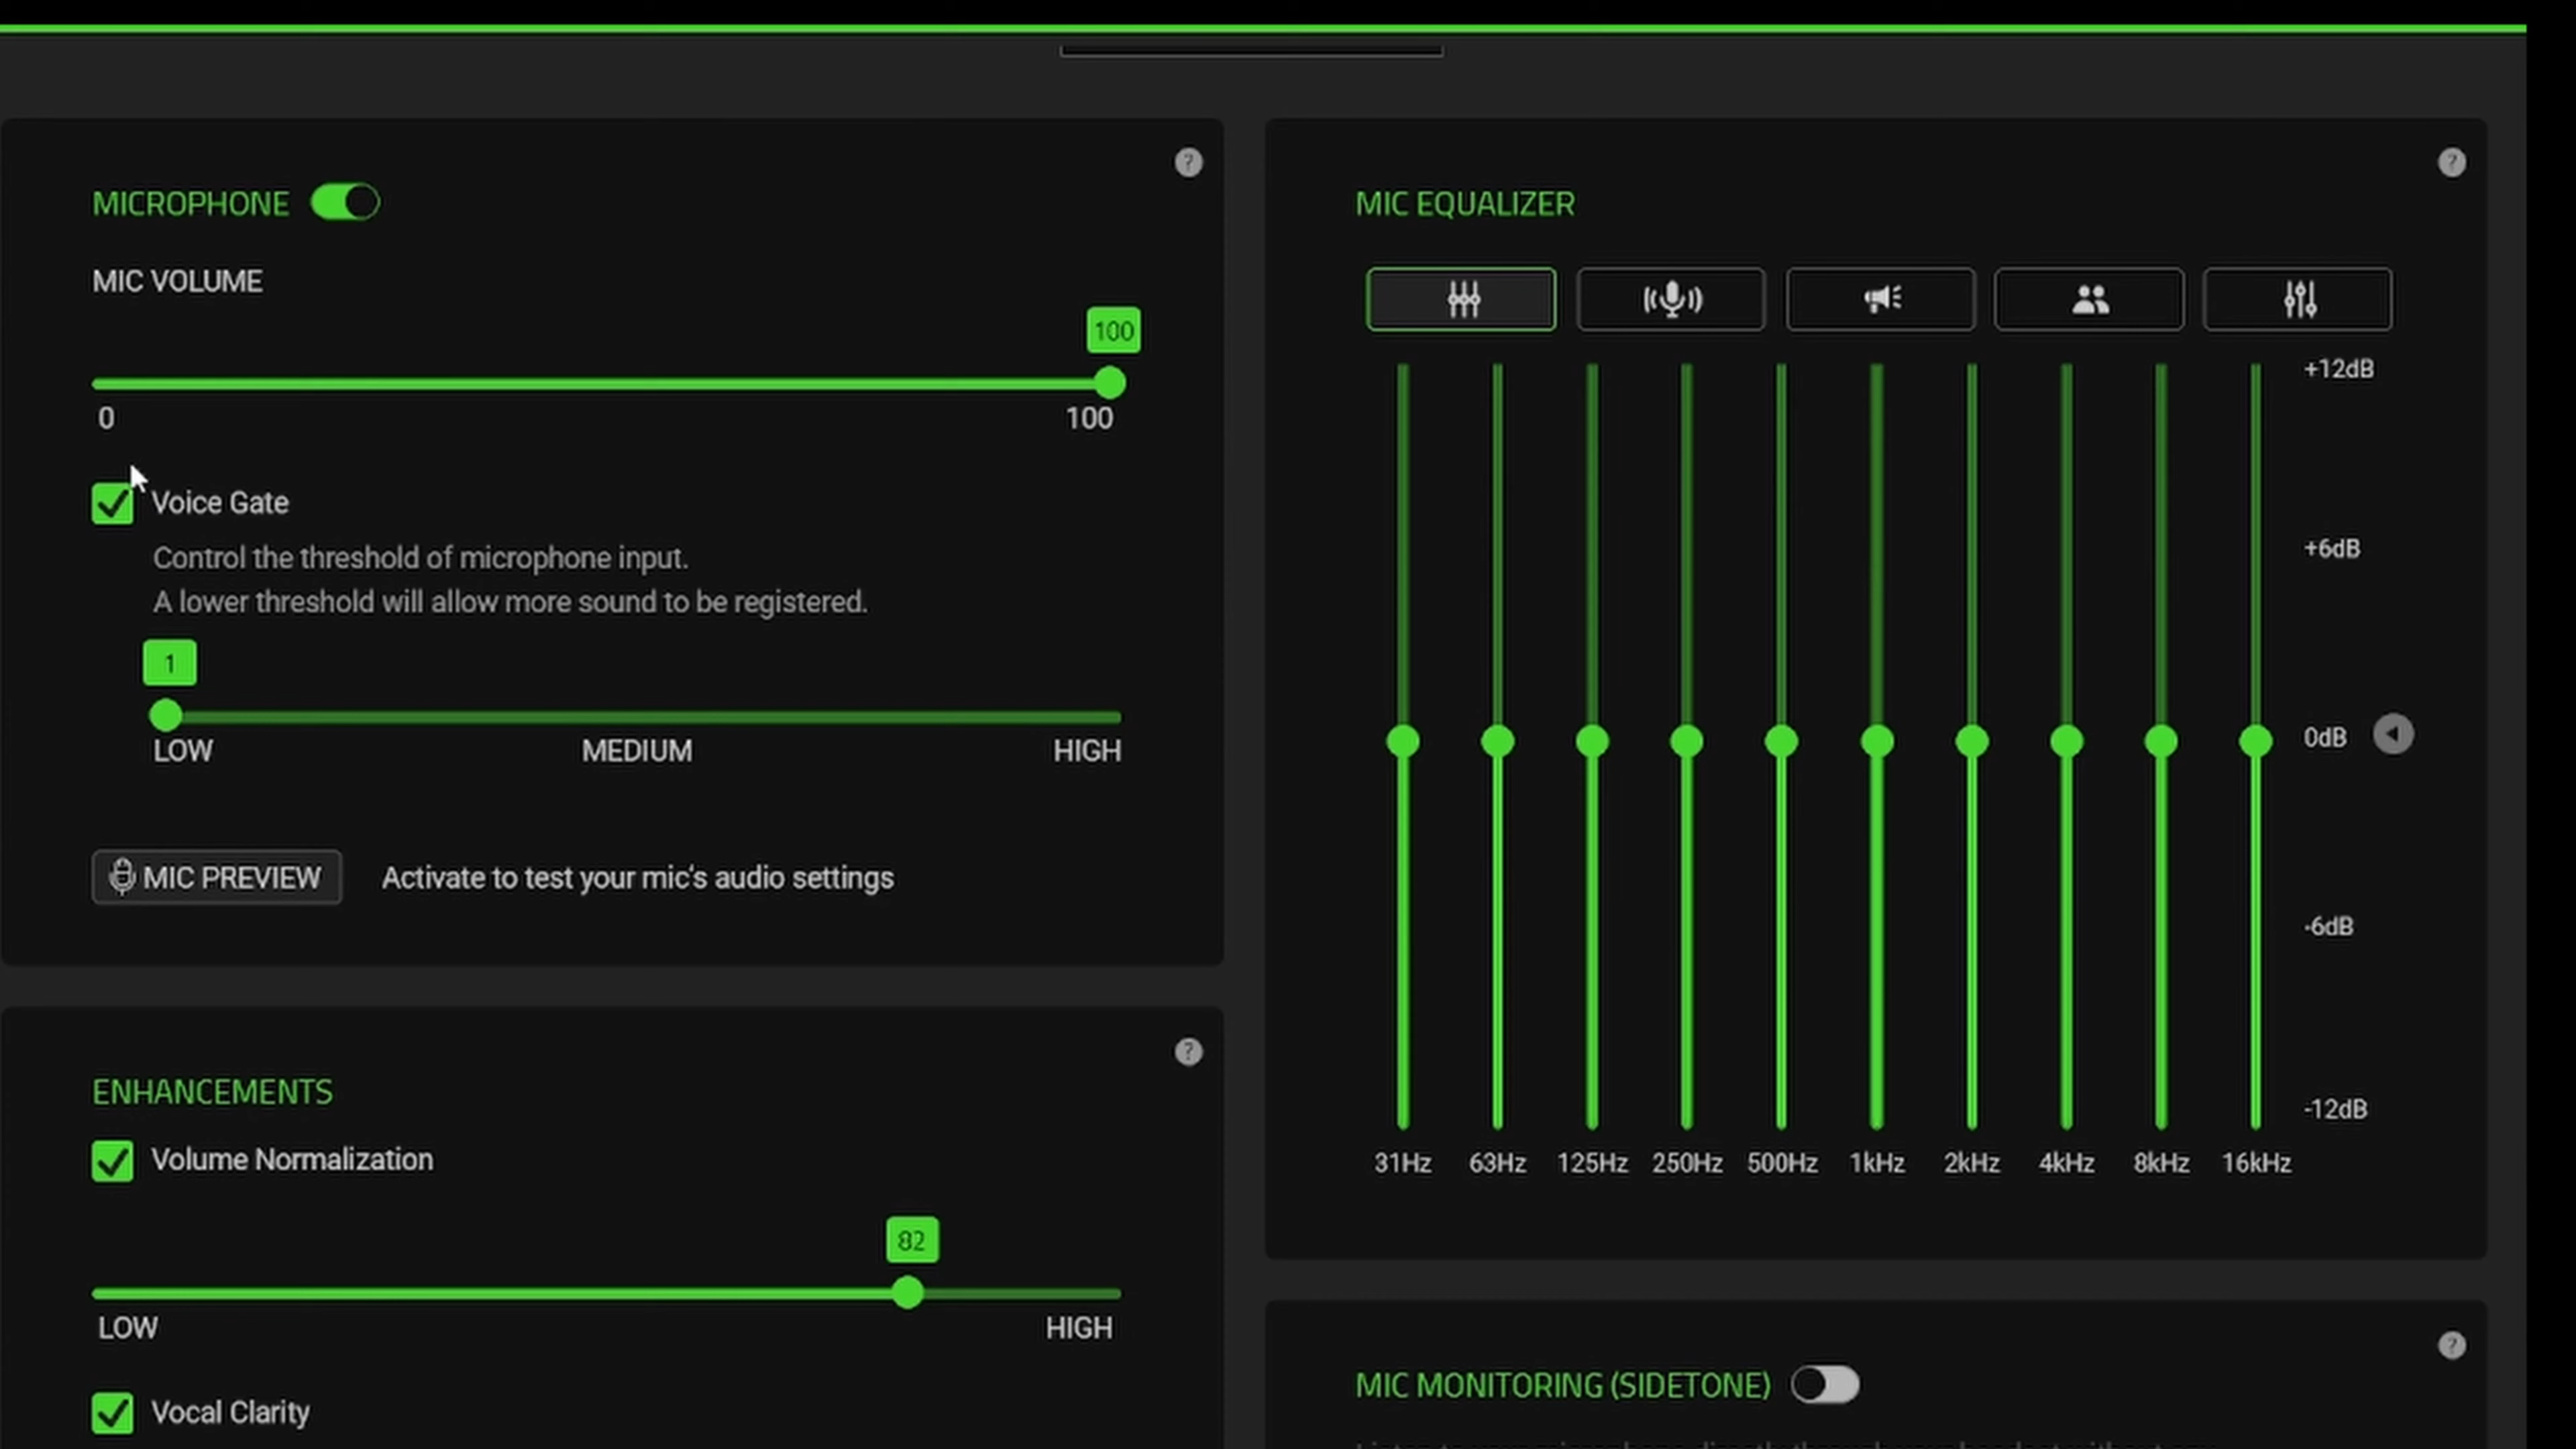 MICROPHONE
MIC VOLUME
100
0
100
Voice Gate
Control the threshold of microphone input.
A lower threshold will allow more sound to be registered.
1
LOW
MEDIUM
HIGH
MIC PREVIEW
Activate to test your mic's audio settings
ENHANCEMENTS
Volume Normalization
82
LOW
HIGH
Vocal Clarity
MIC EQUALIZER
+12dB
+6dB
0dB
-6dB
-12dB
31Hz 63Hz 125Hz 250Hz 500Hz 1kHz 2kHz 4kHz 8kHz 16kHz
MIC MONITORING (SIDETONE)